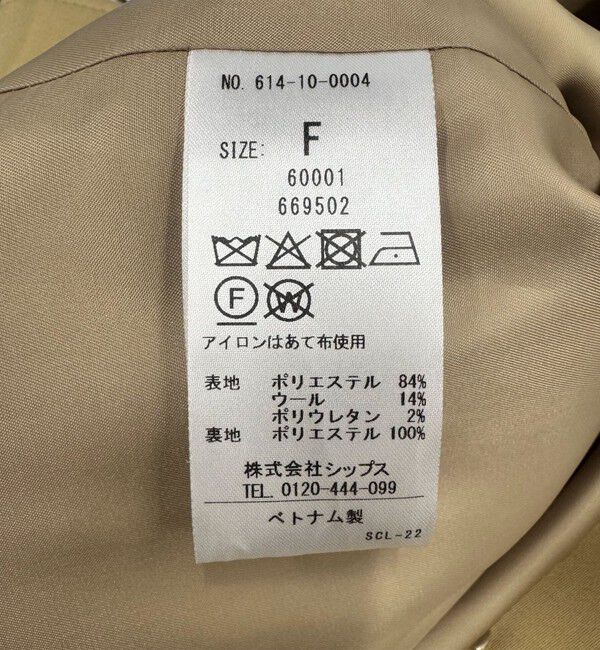 NO. 614-10-0004
SIZE: F
60001
669502
F W
アイロンはあて布使用
表地 ポリエステル 84%
ウール 14%
ポリウレタン 2%
裏地 ポリエステル 100%
株式会社シップス
TEL. 0120-444-099
ベトナム製
SCL-22